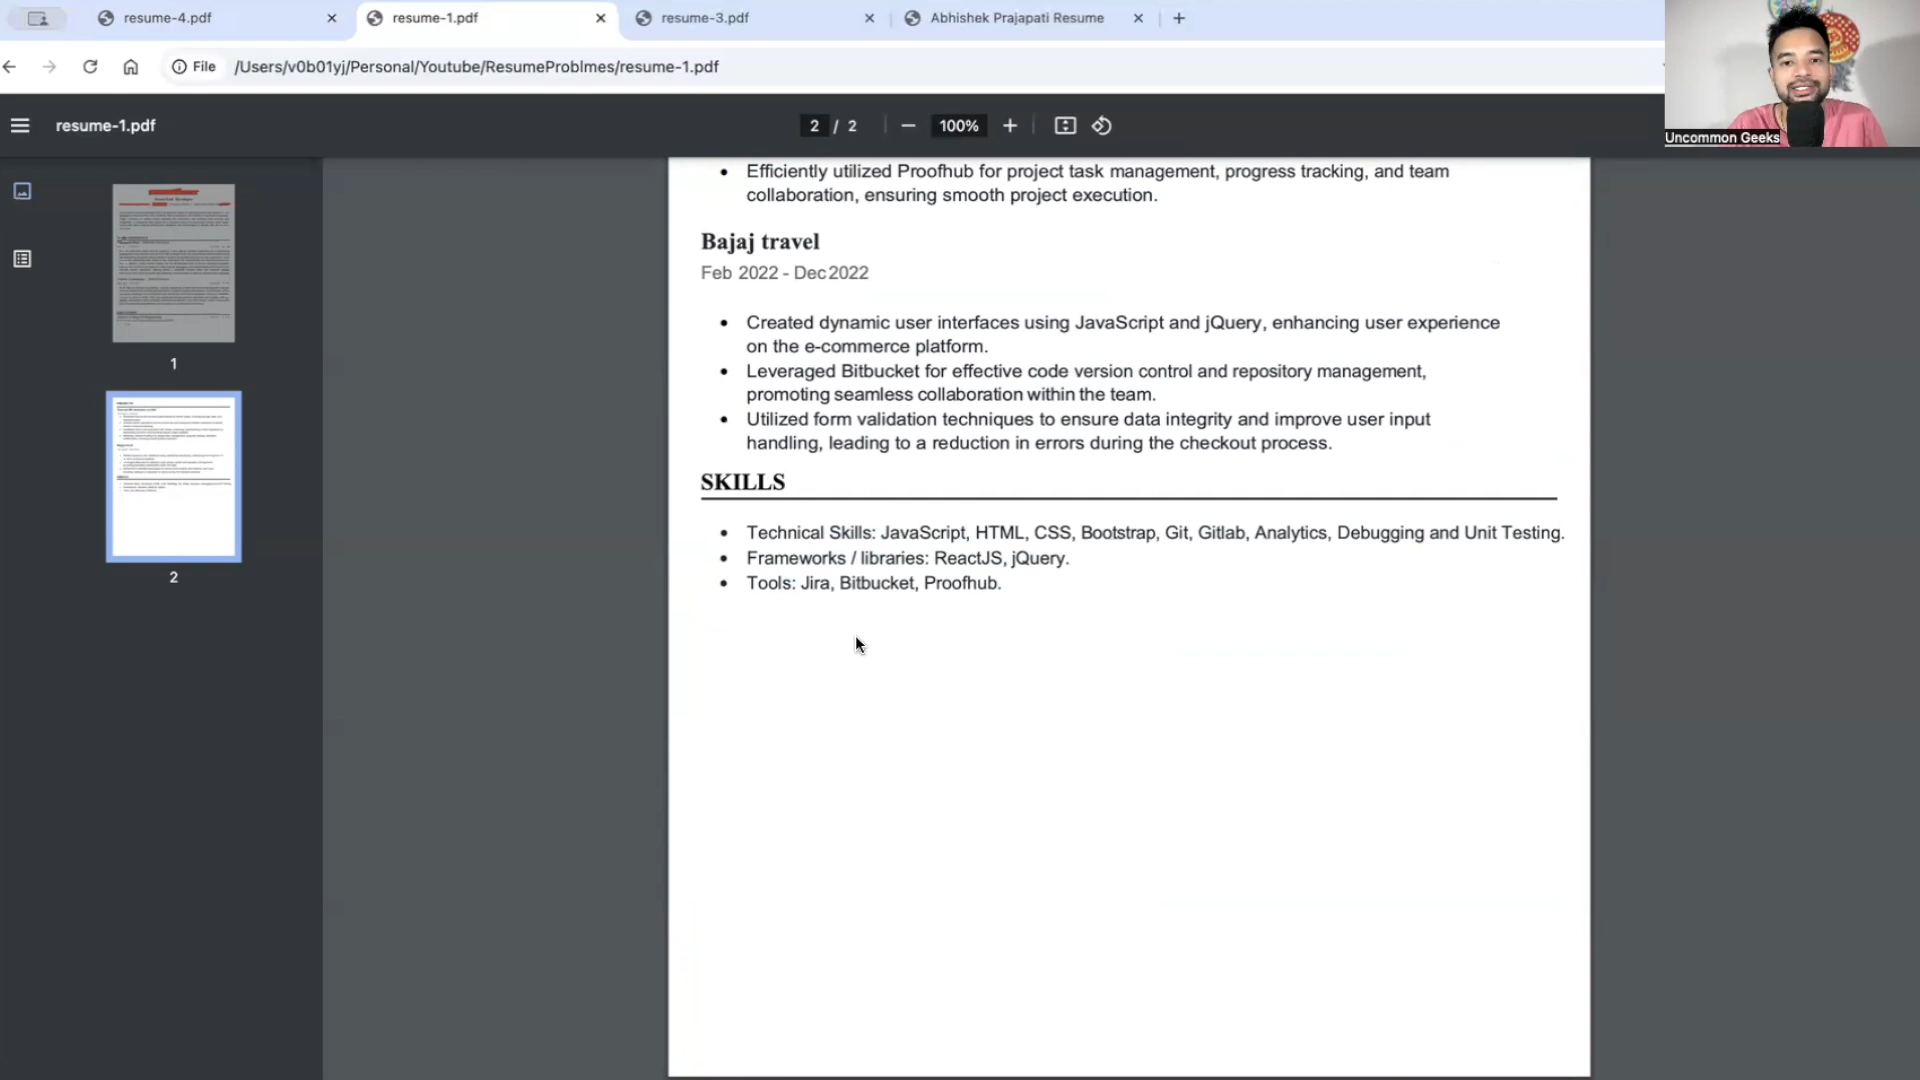 resume-4.pdf
resume-1.pdf
resume-3.pdf
Abhishek Prajapati Resume
File /Users/v0b01yj/Personal/Youtube/ResumeProblmes/resume-1.pdf
Uncommon Geeks
resume-1.pdf
2 / 2
100%
1
2
• Efficiently utilized Proofhub for project task management, progress tracking, and team
collaboration, ensuring smooth project execution.
Bajaj travel
Feb 2022 - Dec2022
• Created dynamic user interfaces using JavaScript and jQuery, enhancing user experience
on the e-commerce platform.
• Leveraged Bitbucket for effective code version control and repository management,
promoting seamless collaboration within the team.
• Utilized form validation techniques to ensure data integrity and improve user input
handling, leading to a reduction in errors during the checkout process.
SKILLS
• Technical Skills: JavaScript, HTML, CSS, Bootstrap, Git, Gitlab, Analytics, Debugging and Unit Testing.
• Frameworks / libraries: ReactJS, jQuery.
• Tools: Jira, Bitbucket, Proofhub.